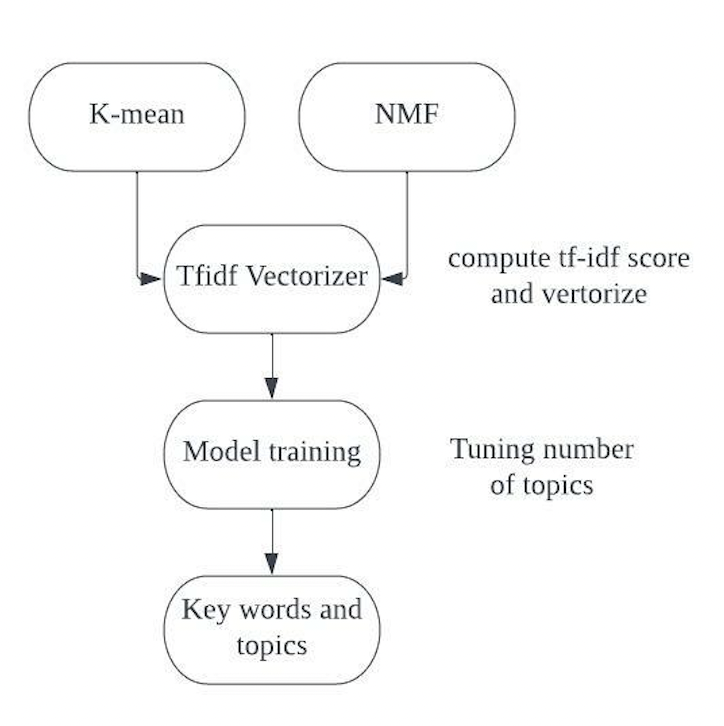 K-mean
NMF
Tfidf Vectorizer
compute tf-idf score
and vertorize
Model training
Tuning number
of topics
Key words and
topics